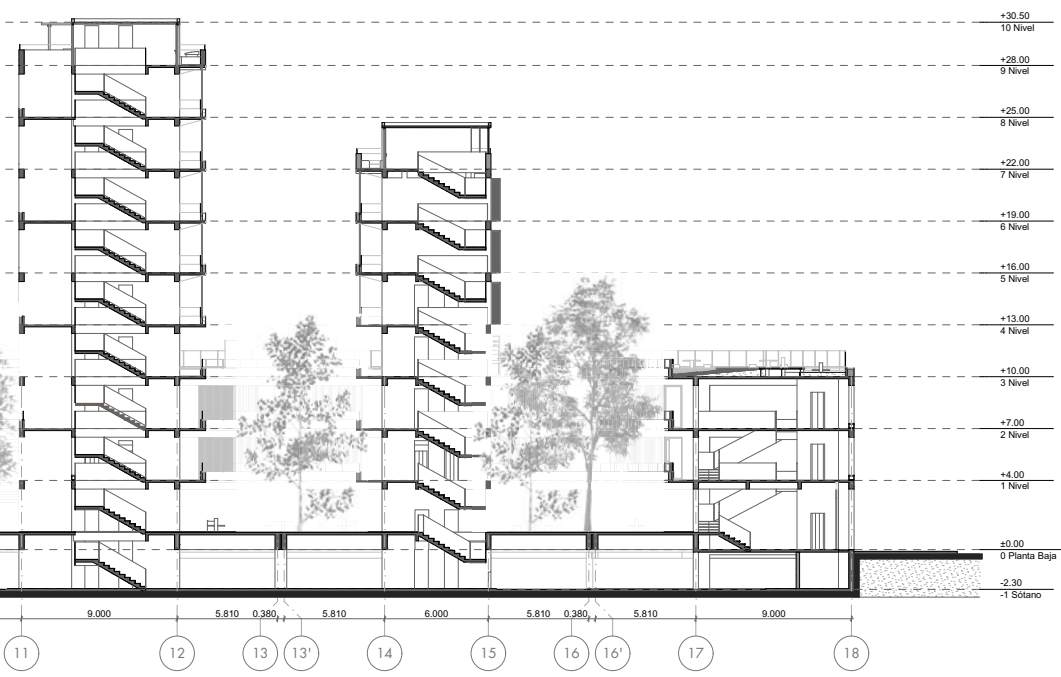 +30.50
10 Nivel
+28.00
9 Nivel
+25.00
8 Nivel
+22.00
7 Nivel
+19.00
6 Nivel
+16.00
5 Nivel
+13.00
4 Nivel
+10.00
3 Nivel
+7.00
2 Nivel
+4.00
1 Nivel
±0.00
0 Planta Baja
-2.30
-1 Sótano
9.000 5.810 0.380 5.810 6.000 5.810 0.380 5.810 9.000
11 12 13 13' 14 15 16 16' 17 18